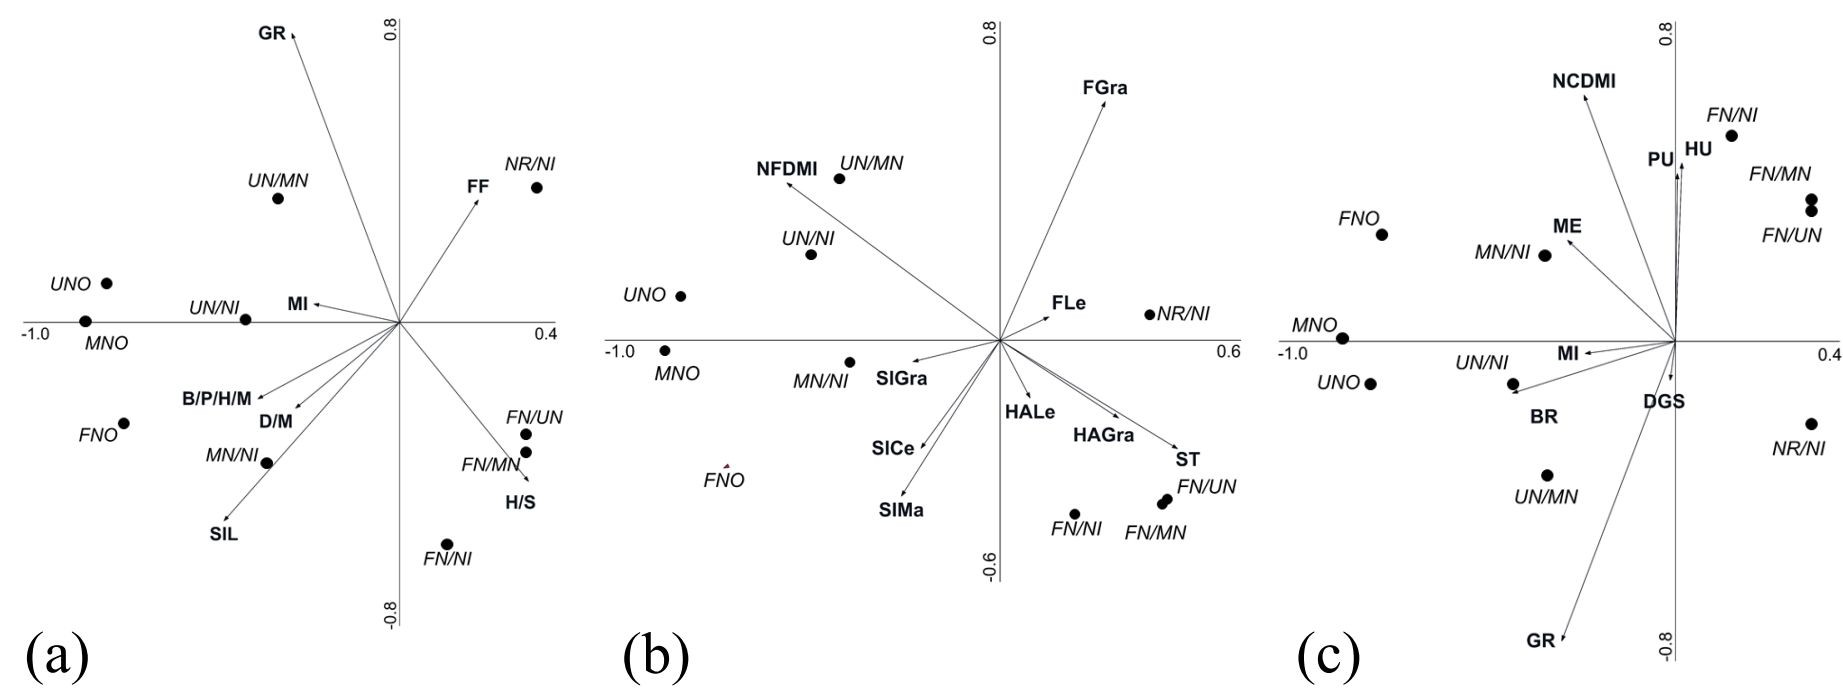 0.8
GR
UN/MN
NR/NI
FF
UNO
UN/NI
MI
-1.0
0.4
MNO
B/P/H/M
D/M
FNO
MN/NI
FN/UN
FN/MN
H/S
SIL
FN/NI
-0.8
(a)
0.8
FGra
NFDMI
UN/MN
UN/NI
UNO
FLe
NR/NI
-1.0
0.6
MNO
MN/NI
SIGra
HALe
HAGra
SICe
ST
FNO
SIMa
FN/UN
FN/NI
FN/MN
-0.6
(b)
0.8
NCDMI
FN/NI
PU
HU
FN/MN
FNO
ME
FN/UN
MN/NI
MNO
-1.0
0.4
MI
UN/NI
UNO
DGS
BR
NR/NI
UN/MN
GR
-0.8
(c)